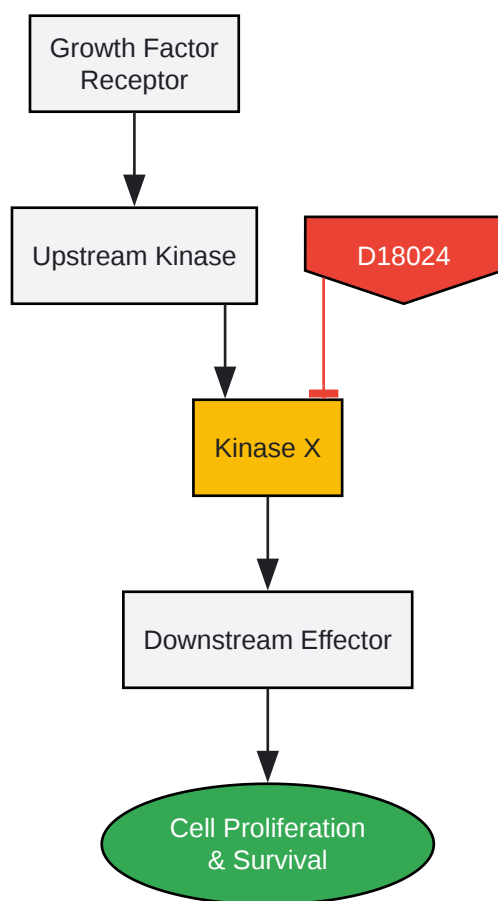 Growth Factor
Receptor
Upstream Kinase
D18024
Kinase X
Downstream Effector
Cell Proliferation
& Survival